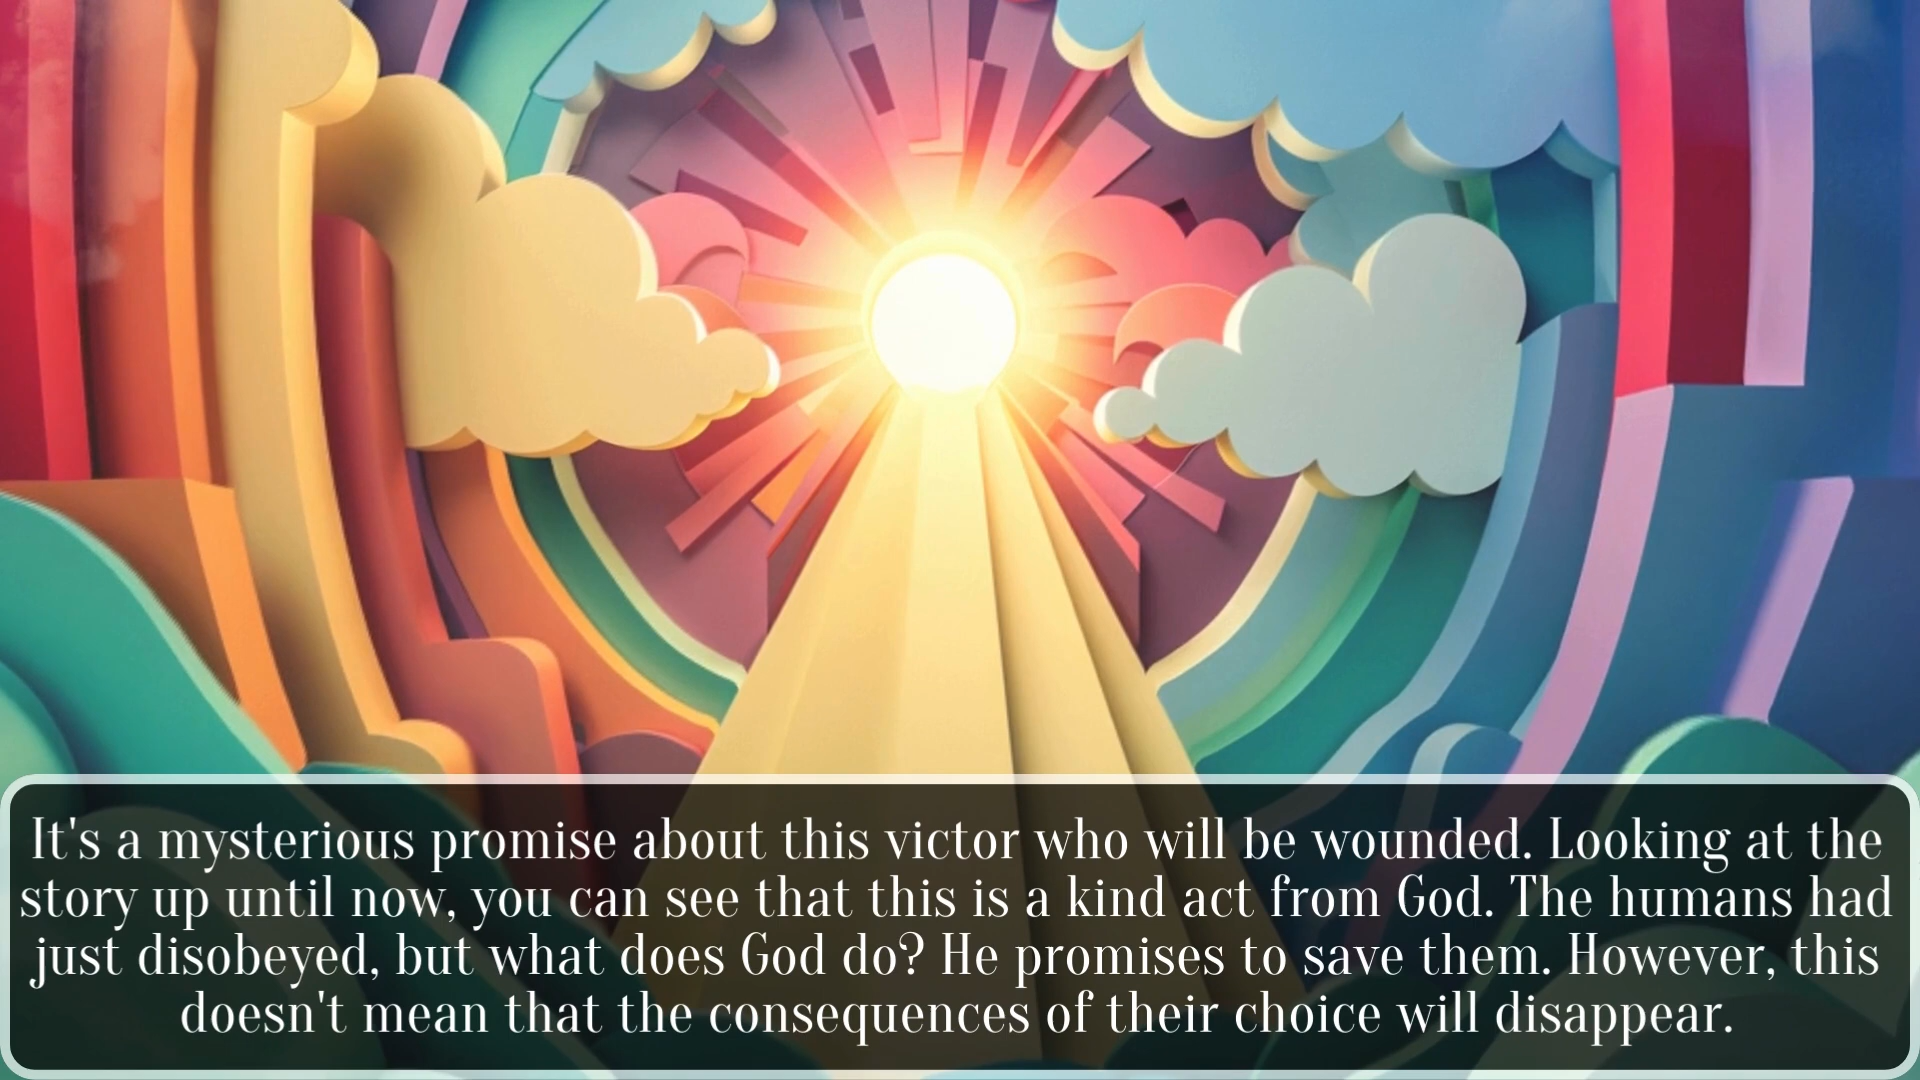 It's a mysterious promise about this victor who will be wounded. Looking at the
story up until now, you can see that this is a kind act from God. The humans had
just disobeyed, but what does God do? He promises to save them. However, this
doesn't mean that the consequences of their choice will disappear.